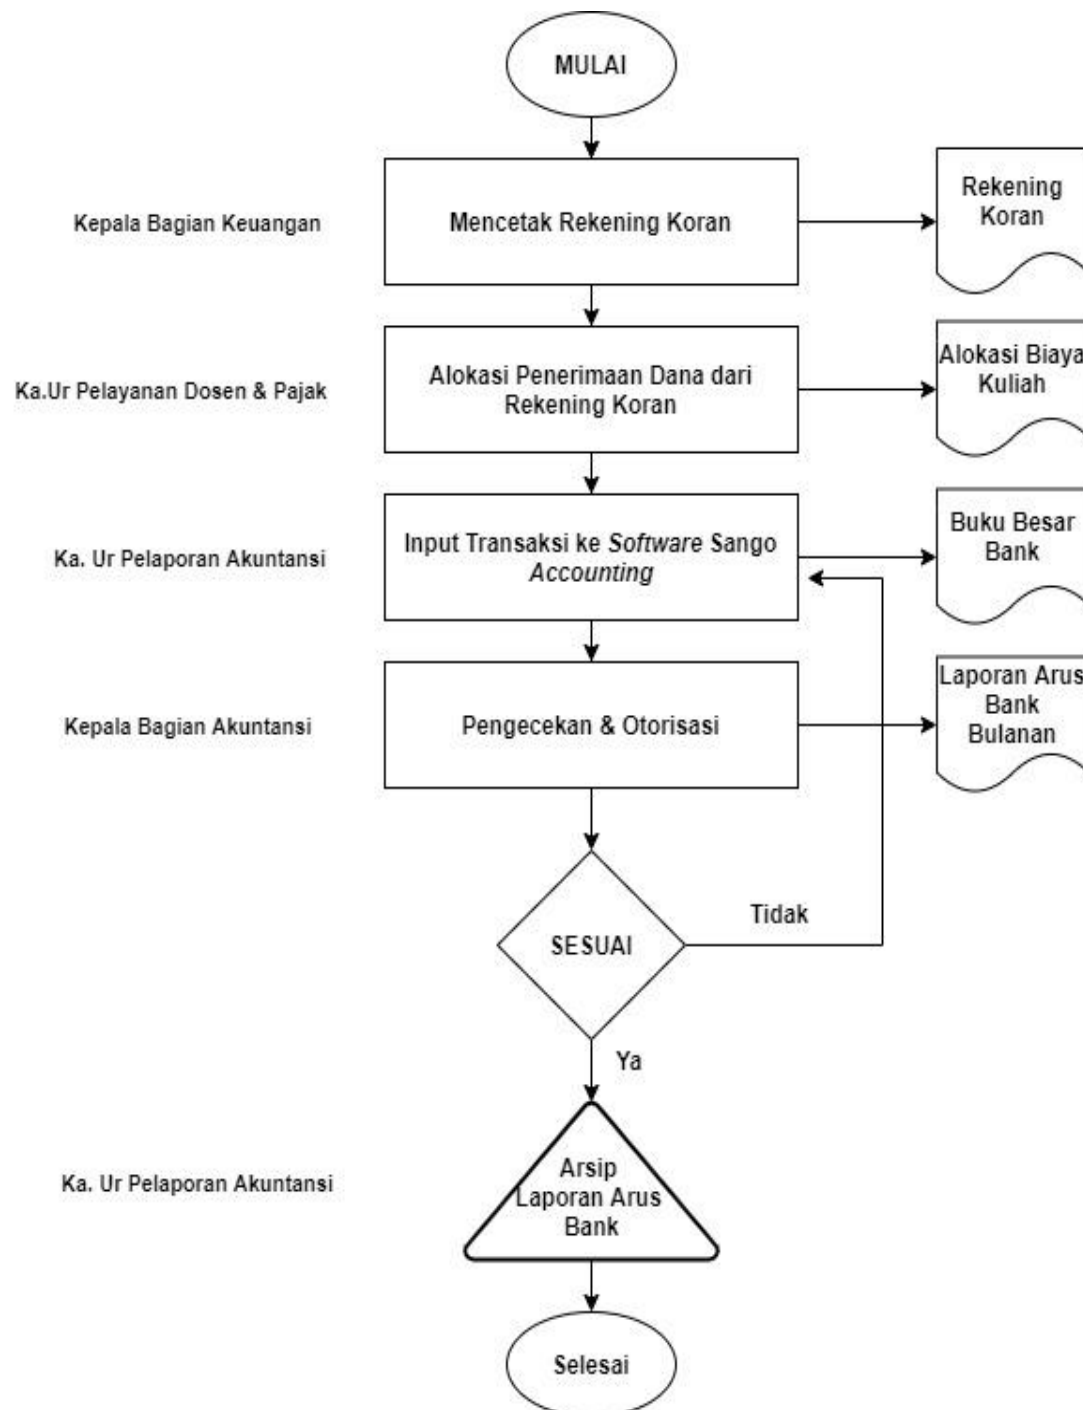 MULAI
Kepala Bagian Keuangan
Mencetak Rekening Koran
Rekening
Koran
Ka.Ur Pelayanan Dosen & Pajak
Alokasi Penerimaan Dana dari
Rekening Koran
Alokasi Biaya
Kuliah
Ka. Ur Pelaporan Akuntansi
Input Transaksi ke Software Sango
Accounting
Buku Besar
Bank
Kepala Bagian Akuntansi
Pengecekan & Otorisasi
Laporan Arus
Bank
Bulanan
SESUAI
Tidak
Ya
Ka. Ur Pelaporan Akuntansi
Arsip
Laporan Arus
Bank
Selesai